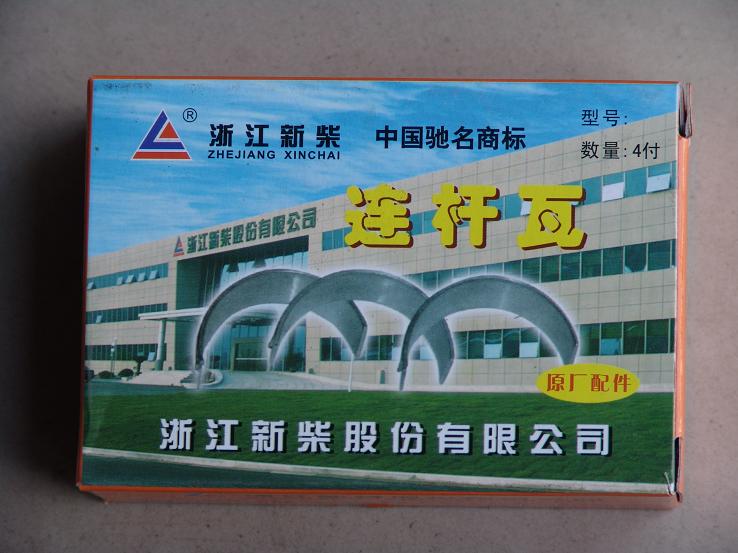 ® 浙江新柴 中国驰名商标 型号:
ZHEJIANG XINCHAI
数量: 4付
连杆瓦
浙江新柴股份有限公司
原厂配件
浙江新柴股份有限公司